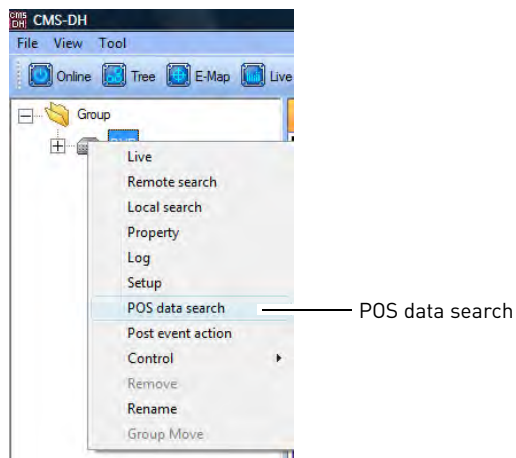 CMS DH CMS-DH
File View Tool
Online Tree E-Map Live
Group
Live
Remote search
Local search
Property
Log
Setup
POS data search
POS data search
Post event action
Control
Remove
Rename
Group Move